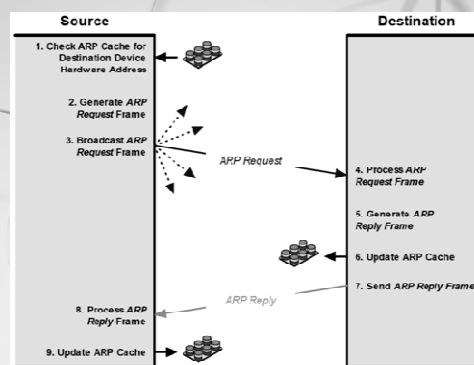 Source
Destination
1. Check ARP Cache for
Destination Device
Hardware Address
2. Generate ARP
Request Frame
3. Broadcast ARP
Request Frame
ARP Request
4. Process ARP
Request Frame
5. Generate ARP
Reply Frame
6. Update ARP Cache
7. Send ARP Reply Frame
ARP Reply
8. Process ARP
Reply Frame
9. Update ARP Cache